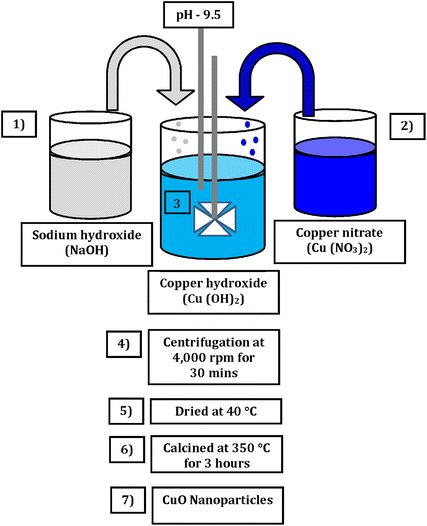 pH - 9.5
1)
2)
3
Sodium hydroxide
(NaOH)
Copper nitrate
(Cu (NO₃)₂)
Copper hydroxide
(Cu (OH)₂)
4)
Centrifugation at
4,000 rpm for
30 mins
5)
Dried at 40 °C
6)
Calcined at 350 °C
for 3 hours
7)
CuO Nanoparticles